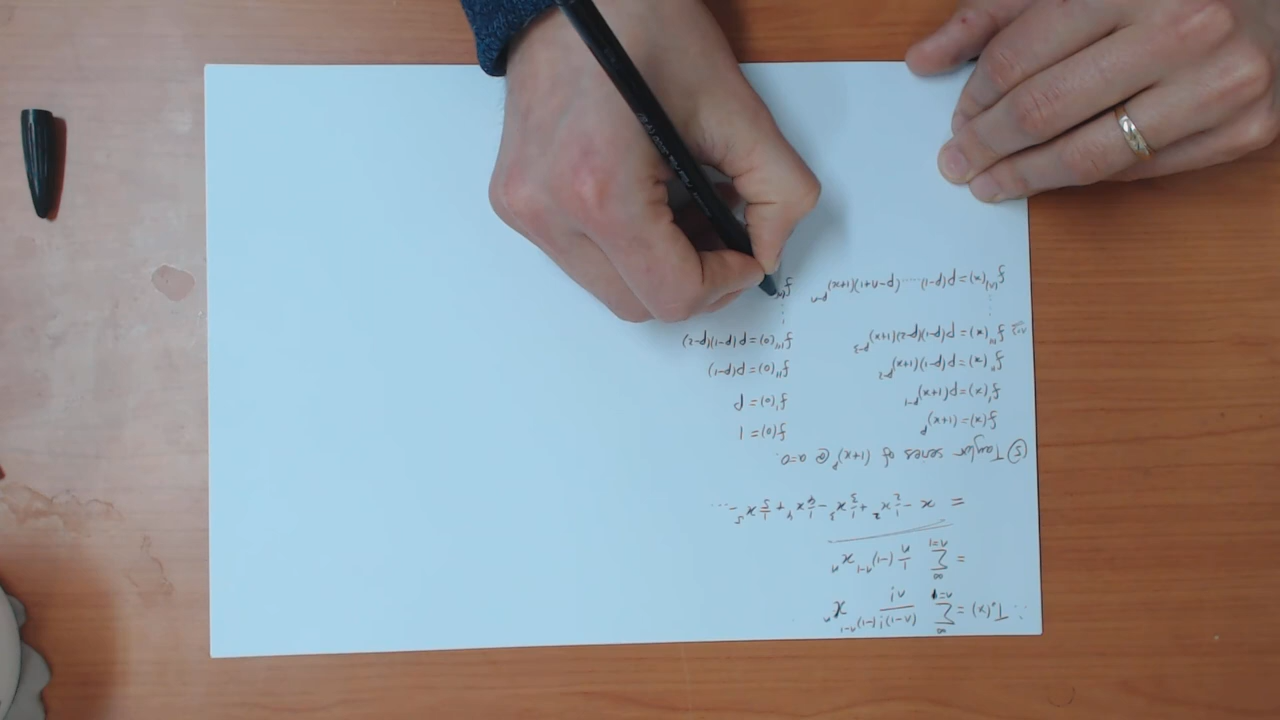 ∴ T₀(x) = ∑_{n=1}^{∞} (n-1)!(-1)^{n-1} / n! x^n
= ∑_{n=1}^{∞} 1/n (-1)^{n-1} x^n
= x - 1/2 x² + 1/3 x³ - 1/4 x⁴ + 1/5 x⁵ - ....
⑤ Taylor series of (1+x)^p @ a=0.
f(x) = (1+x)^p f(0) = 1
f'(x) = p(1+x)^{p-1} f'(0) = p
f''(x) = p(p-1)(1+x)^{p-2} f''(0) = p(p-1)
f'''(x) = p(p-1)(p-2)(1+x)^{p-3} f'''(0) = p(p-1)(p-2)
f^{(n)}(x) = p(p-1)......(p-n+1)(1+x)^{p-n} f^{(n)}